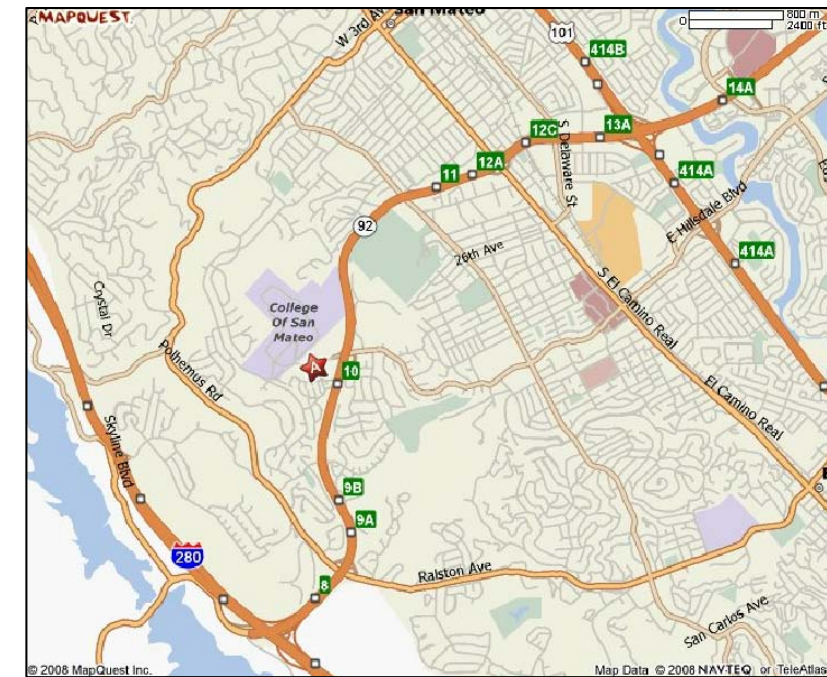 MAPQUEST.
San Mateo
W 3rd Av
800 m
0
2400 ft
101
414B
14A
13A
12C
12A
11
S Delaware St
414A
E Hillsdale Blvd
92
26th Ave
414A
Crystal Dr
College
Of San
Mateo
S El Camino Real
A
10
Polhemus Rd
El Camino Real
Skyline Blvd
9B
9A
280
8
Ralston Ave
San Carlos Ave
© 2008 MapQuest Inc.
Map Data © 2008 NAVTEQ or TeleAtlas